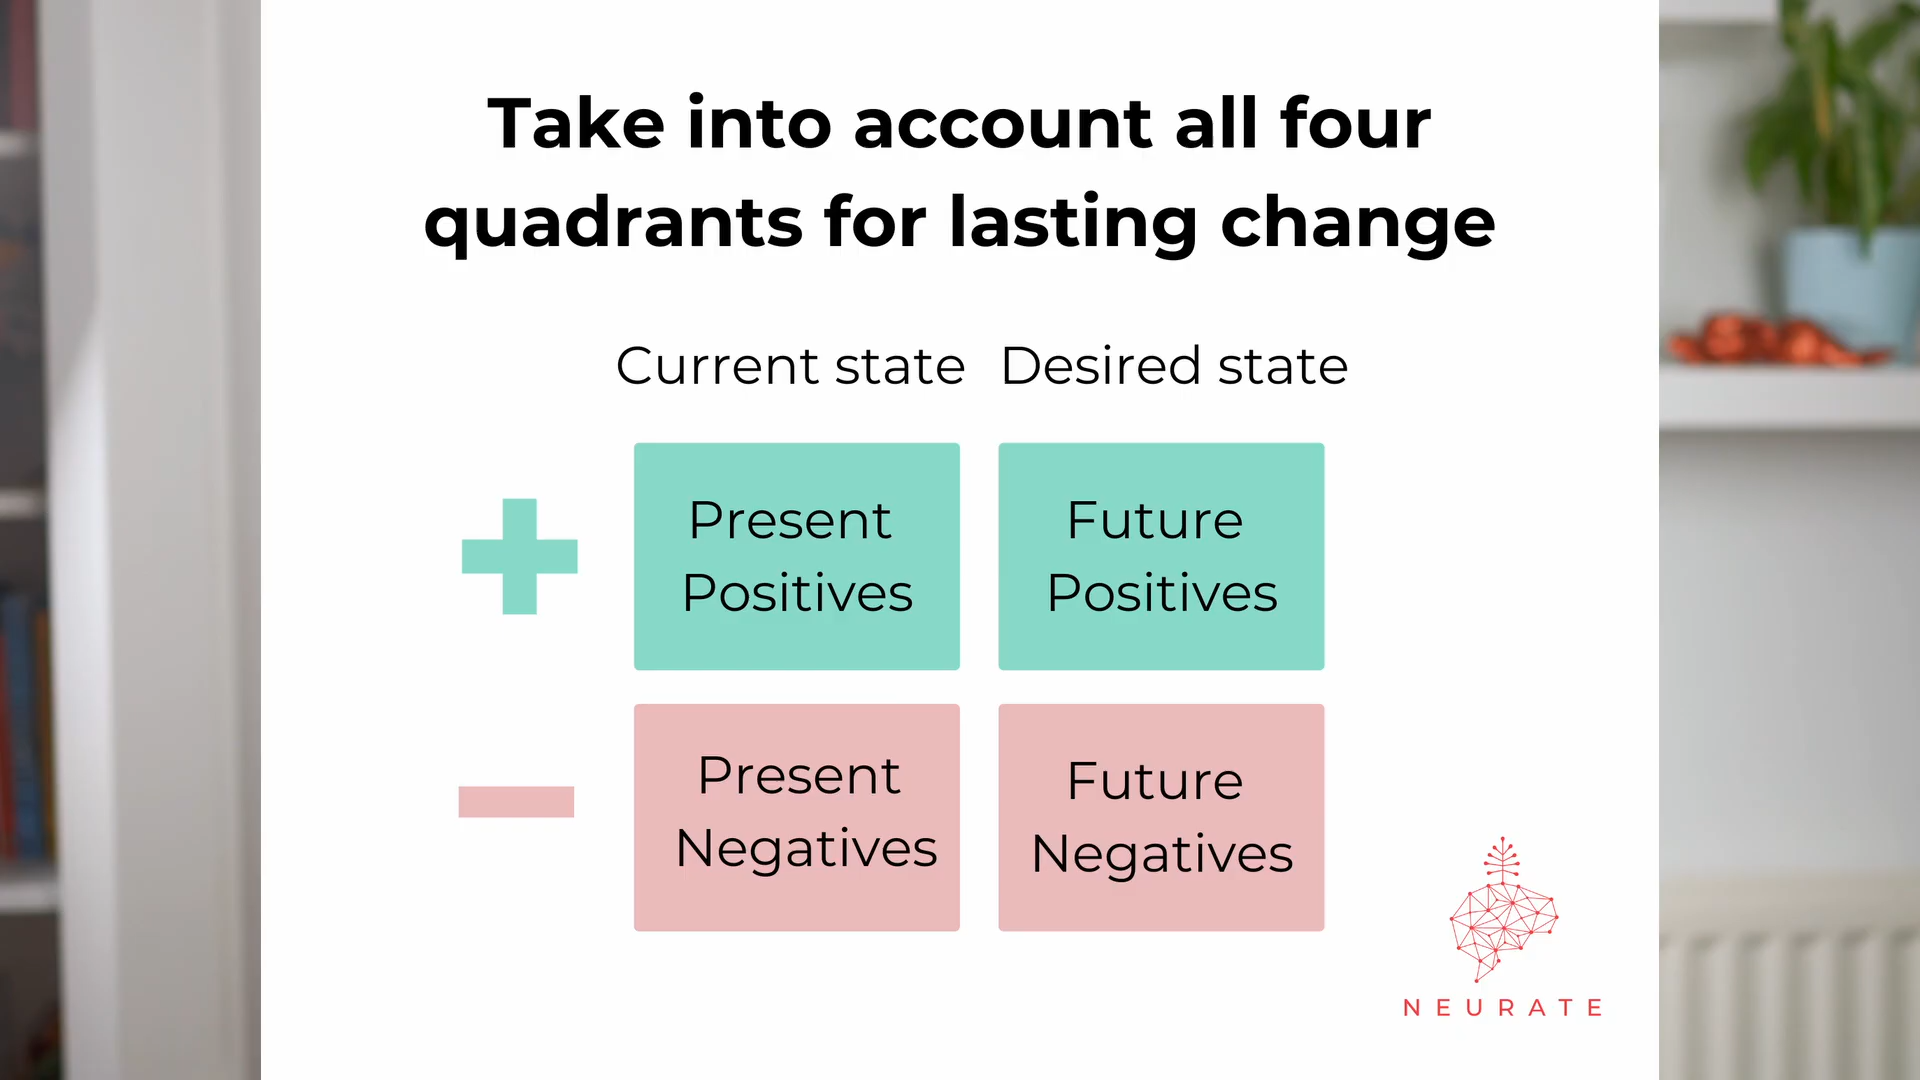 Take into account all four
quadrants for lasting change
Current state Desired state
Present
Positives
Future
Positives
Present
Negatives
Future
Negatives
NEURATE